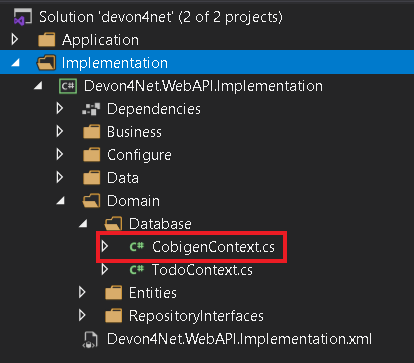 Solution 'devon4net' (2 of 2 projects)
Application
Implementation
C# Devon4Net.WebAPI.Implementation
Dependencies
Business
Configure
Data
Domain
Database
C# CobigenContext.cs
C# TodoContext.cs
Entities
RepositoryInterfaces
Devon4Net.WebAPI.Implementation.xml